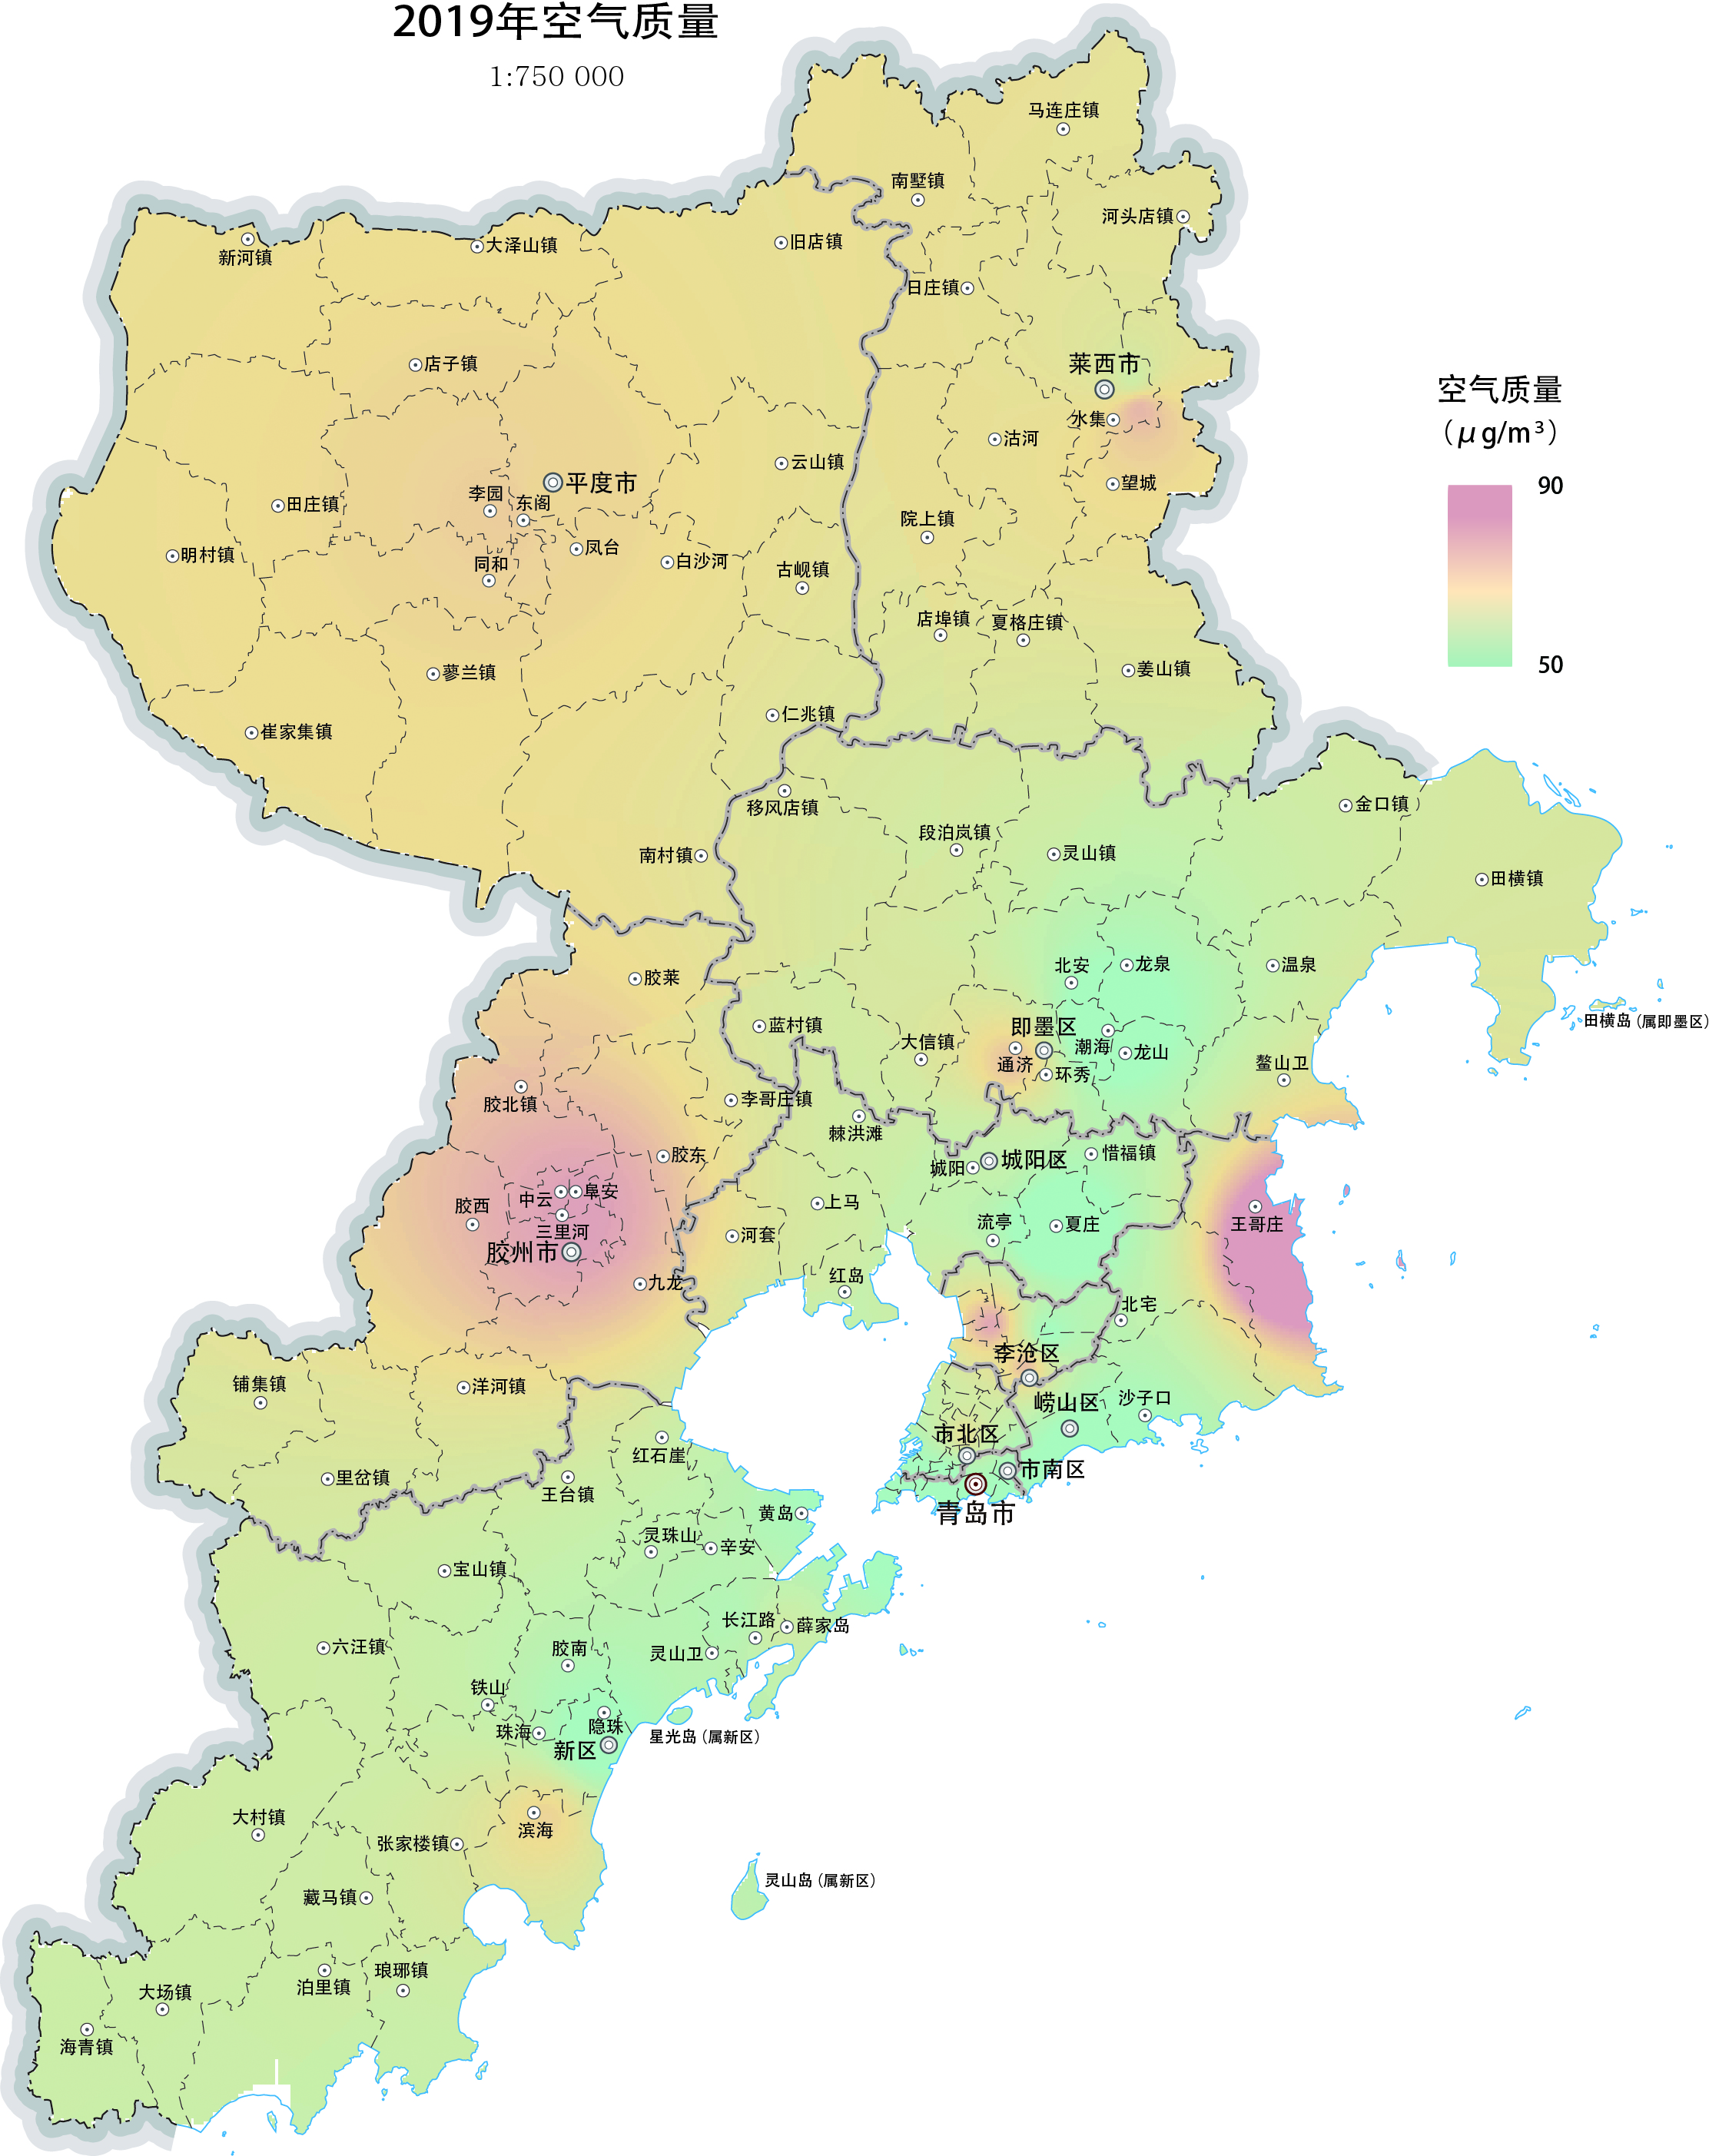 2019年空气质量
1:750 000
马连庄镇
南墅镇
河头店镇
新河镇
大泽山镇
旧店镇
日庄镇
店子镇
莱西市
空气质量
（μg/m³）
水集
沽河
云山镇
平度市
望城
90
李园
东阁
田庄镇
院上镇
凤台
明村镇
同和
白沙河
古岘镇
店埠镇
夏格庄镇
50
蓼兰镇
姜山镇
仁兆镇
崔家集镇
移风店镇
金口镇
段泊岚镇
南村镇
灵山镇
田横镇
北安
龙泉
温泉
胶莱
田横岛（属即墨区）
蓝村镇
即墨区
大信镇
潮海
龙山
通济
环秀
鳌山卫
胶北镇
李哥庄镇
棘洪滩
胶东
城阳
城阳区
惜福镇
中云
阜安
胶西
上马
三里河
流亭
夏庄
王哥庄
河套
胶州市
九龙
红岛
北宅
李沧区
铺集镇
洋河镇
崂山区
沙子口
市北区
红石崖
里岔镇
市南区
王台镇
黄岛
青岛市
灵珠山
辛安
宝山镇
长江路
薛家岛
六汪镇
胶南
灵山卫
铁山
珠海
隐珠
星光岛（属新区）
新区
大村镇
滨海
张家楼镇
灵山岛（属新区）
藏马镇
琅琊镇
泊里镇
大场镇
海青镇